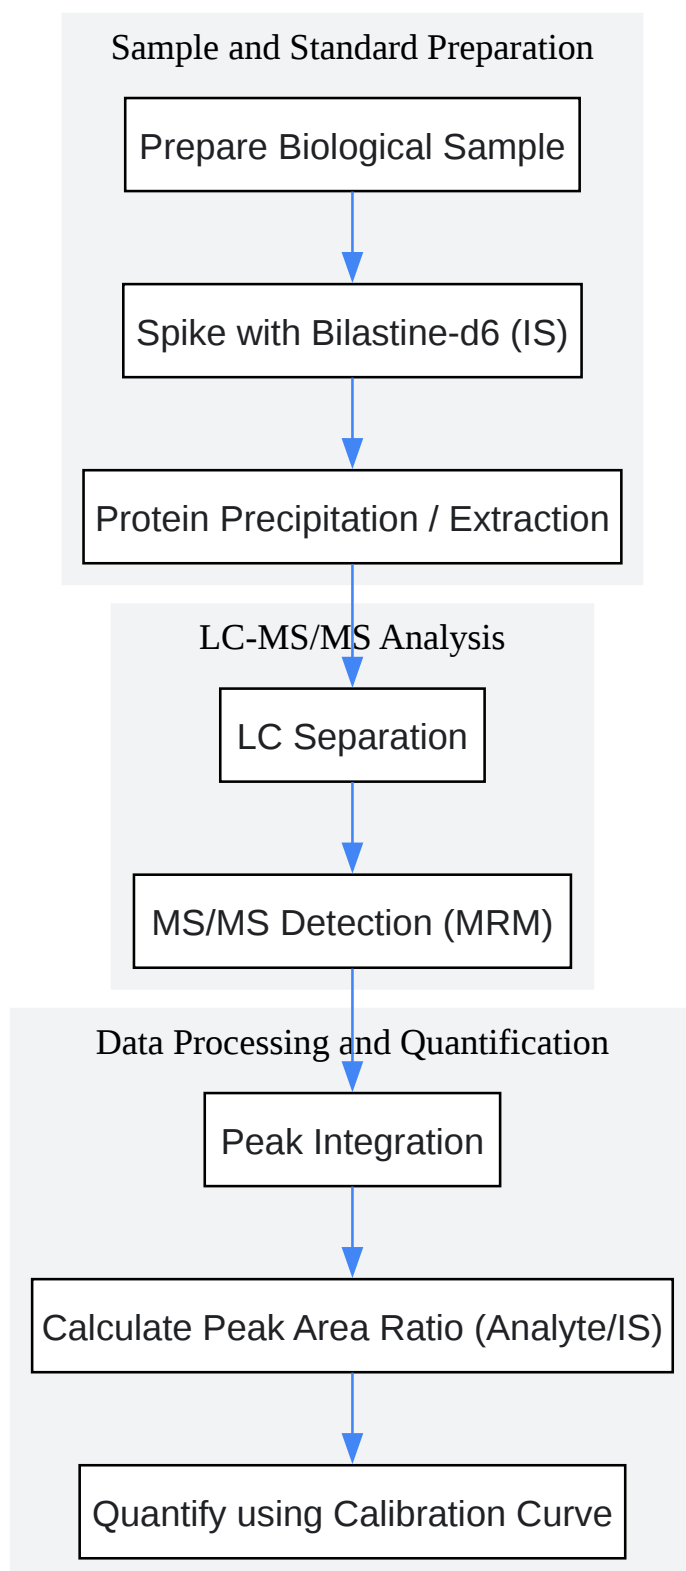 Sample and Standard Preparation
Prepare Biological Sample
Spike with Bilastine-d6 (IS)
Protein Precipitation / Extraction
LC-MS/MS Analysis
LC Separation
MS/MS Detection (MRM)
Data Processing and Quantification
Peak Integration
Calculate Peak Area Ratio (Analyte/IS)
Quantify using Calibration Curve